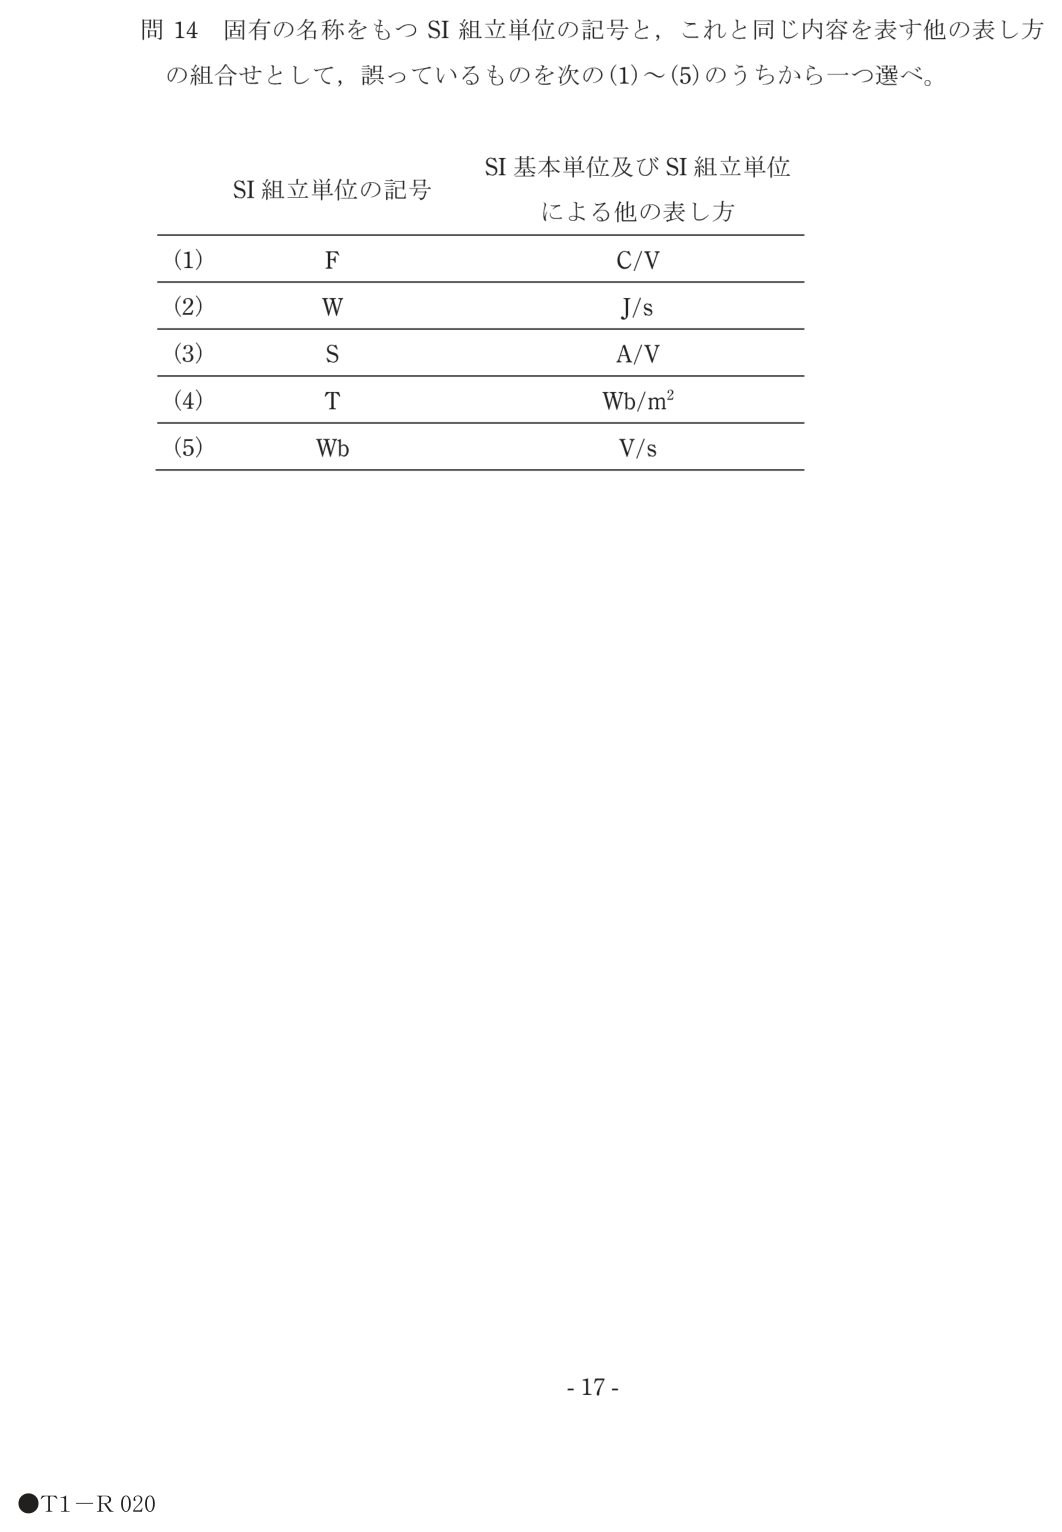 問 14 固有の名称をもつ SI 組立単位の記号と，これと同じ内容を表す他の表し方
の組合せとして，誤っているものを次の(1)～(5)のうちから一つ選べ。
SI 組立単位の記号
SI 基本単位及び SI 組立単位
による他の表し方
(1) F C/V
(2) W J/s
(3) S A/V
(4) T Wb/m²
(5) Wb V/s
- 17 -
●T1－R 020